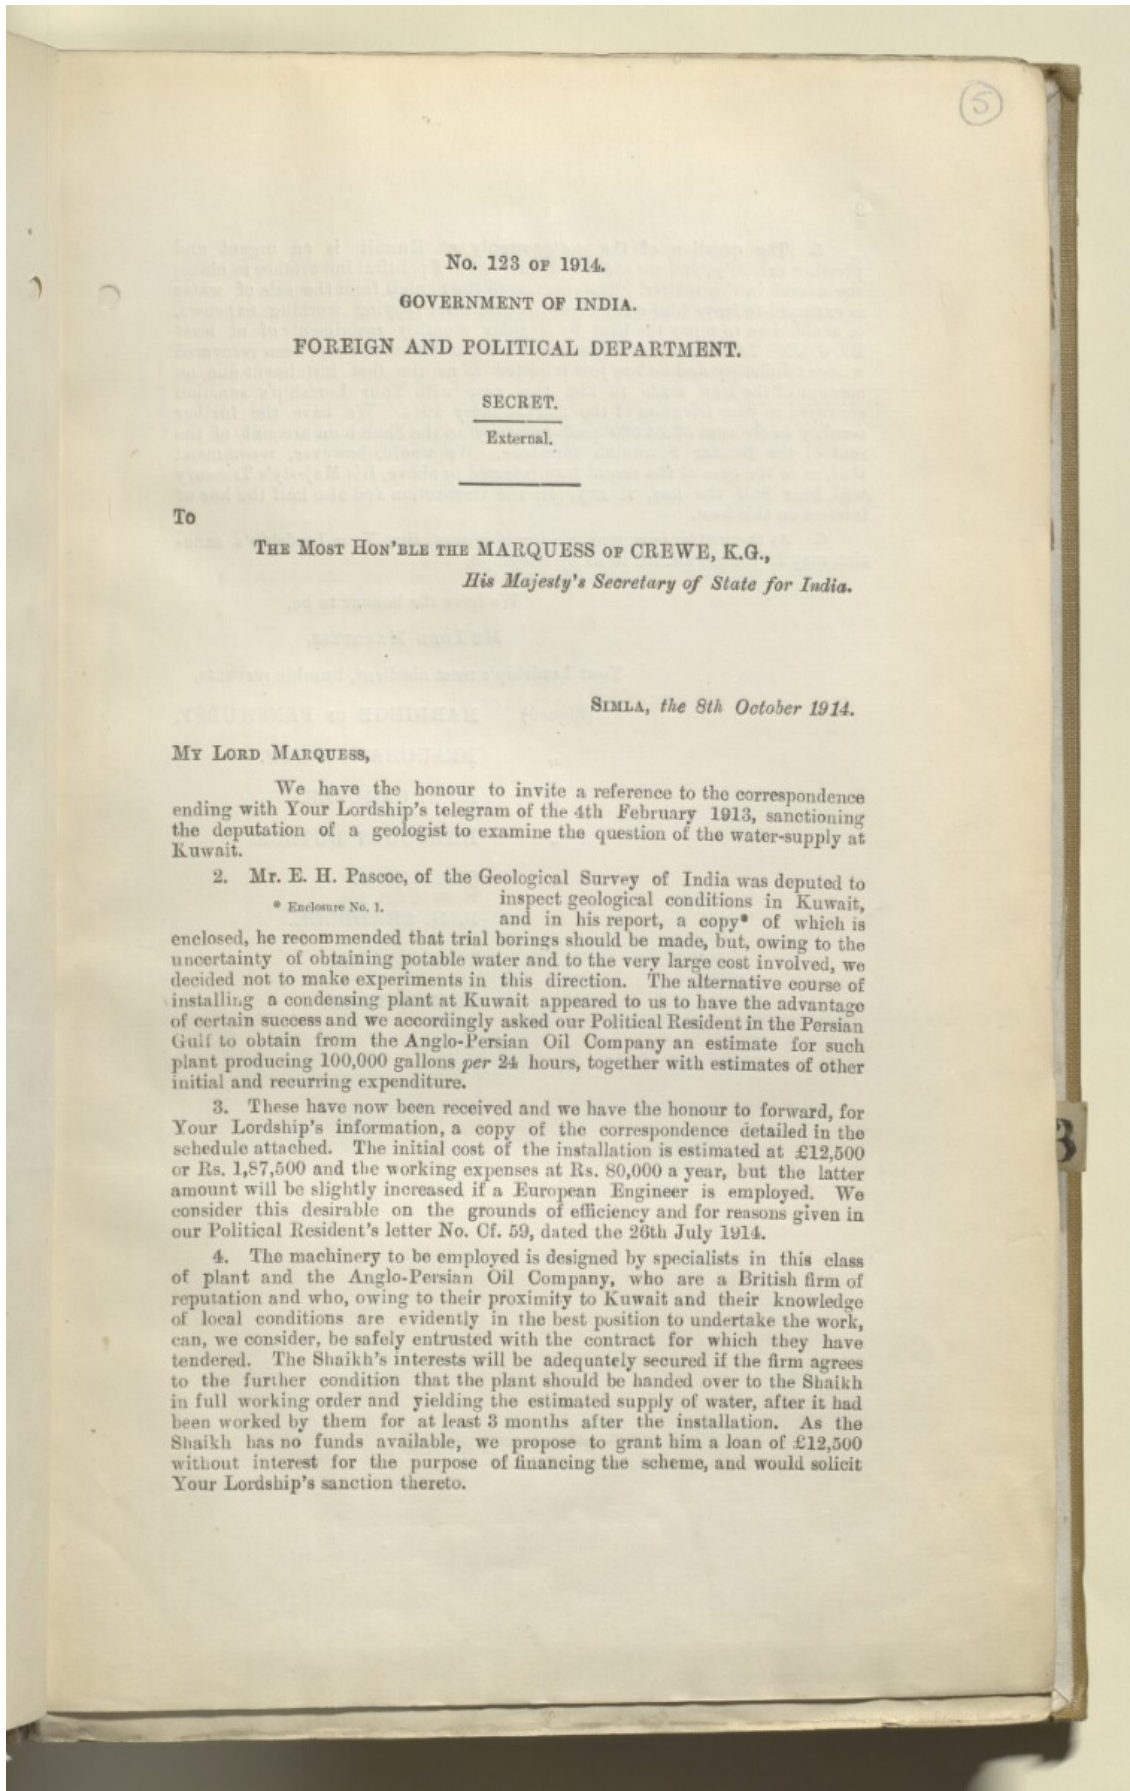 5
No. 123 OF 1914.
GOVERNMENT OF INDIA.
FOREIGN AND POLITICAL DEPARTMENT.
SECRET.
External.
To
THE MOST HON'BLE THE MARQUESS OF CREWE, K.G.,
His Majesty's Secretary of State for India.
SIMLA, the 8th October 1914.
MY LORD MARQUESS,
We have the honour to invite a reference to the correspondence
ending with Your Lordship's telegram of the 4th February 1913, sanctioning
the deputation of a geologist to examine the question of the water-supply at
Kuwait.
2. Mr. E. H. Pascoe, of the Geological Survey of India was deputed to
* Enclosure No. 1.
inspect geological conditions in Kuwait,
and in his report, a copy* of which is
enclosed, he recommended that trial borings should be made, but, owing to the
uncertainty of obtaining potable water and to the very large cost involved, we
decided not to make experiments in this direction. The alternative course of
installing a condensing plant at Kuwait appeared to us to have the advantage
of certain success and we accordingly asked our Political Resident in the Persian
Gulf to obtain from the Anglo-Persian Oil Company an estimate for such
plant producing 100,000 gallons per 24 hours, together with estimates of other
initial and recurring expenditure.
3. These have now been received and we have the honour to forward, for
Your Lordship's information, a copy of the correspondence detailed in the
schedule attached. The initial cost of the installation is estimated at £12,500
or Rs. 1,87,500 and the working expenses at Rs. 80,000 a year, but the latter
amount will be slightly increased if a European Engineer is employed. We
consider this desirable on the grounds of efficiency and for reasons given in
our Political Resident's letter No. Cf. 59, dated the 26th July 1914.
4. The machinery to be employed is designed by specialists in this class
of plant and the Anglo-Persian Oil Company, who are a British firm of
reputation and who, owing to their proximity to Kuwait and their knowledge
of local conditions are evidently in the best position to undertake the work,
can, we consider, be safely entrusted with the contract for which they have
tendered. The Shaikh's interests will be adequately secured if the firm agrees
to the further condition that the plant should be handed over to the Shaikh
in full working order and yielding the estimated supply of water, after it had
been worked by them for at least 3 months after the installation. As the
Shaikh has no funds available, we propose to grant him a loan of £12,500
without interest for the purpose of financing the scheme, and would solicit
Your Lordship's sanction thereto.
3